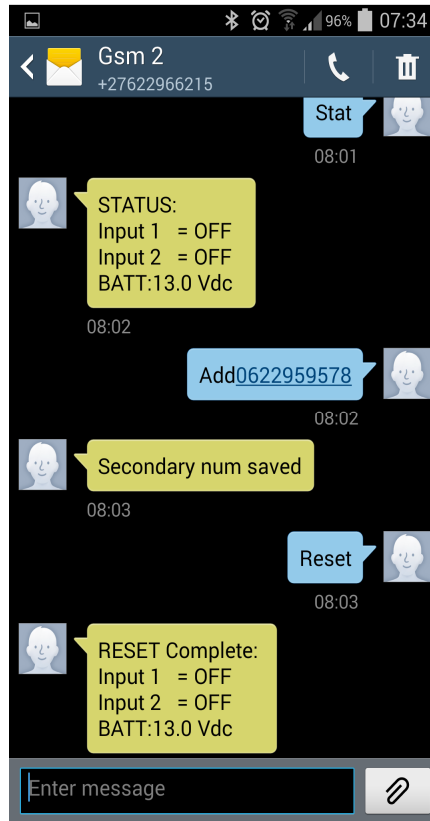 96% 07:34
Gsm 2
+27622966215
Stat
08:01
STATUS:
Input 1 = OFF
Input 2 = OFF
BATT:13.0 Vdc
08:02
Add0622959578
08:02
Secondary num saved
08:03
Reset
08:03
RESET Complete:
Input 1 = OFF
Input 2 = OFF
BATT:13.0 Vdc
Enter message